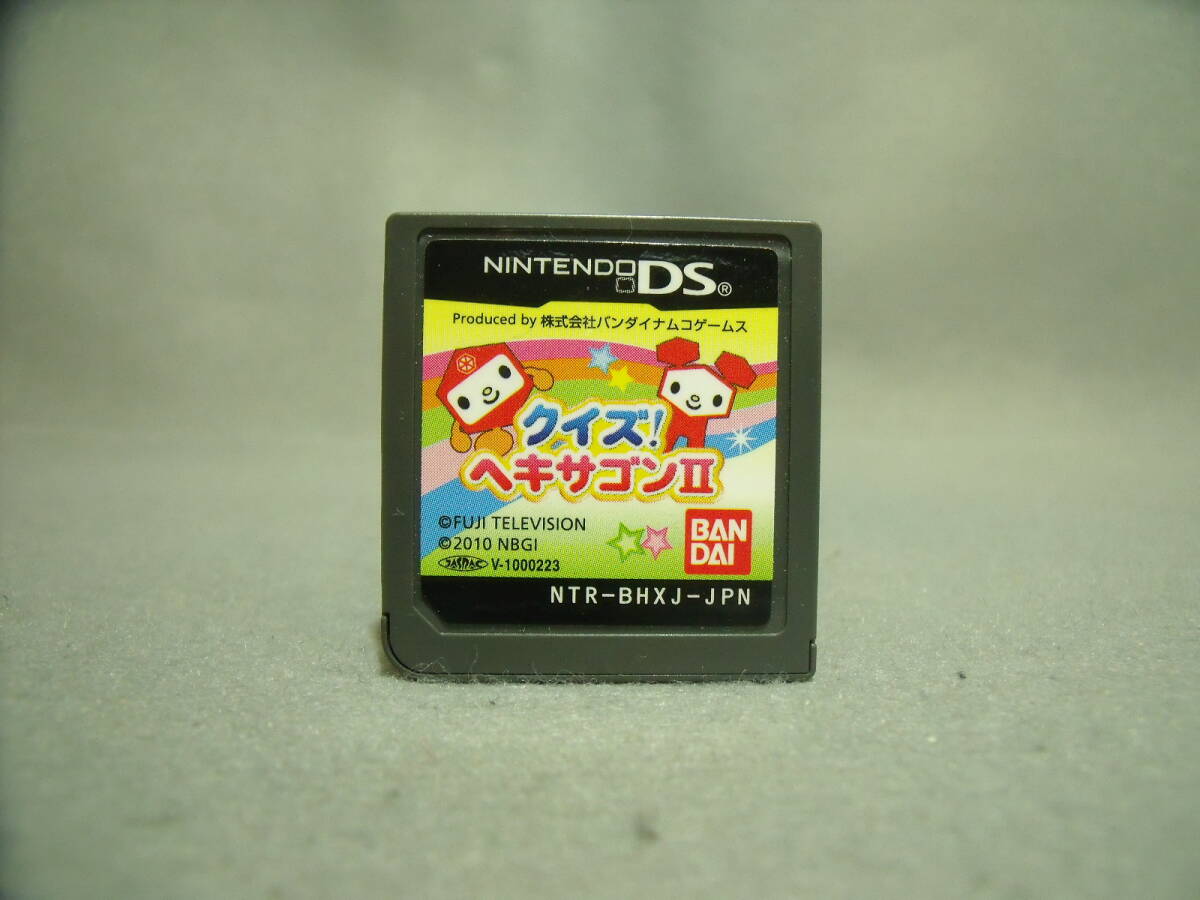 NINTENDO DS®
Produced by 株式会社バンダイナムコゲームス
クイズ!
ヘキサゴンII
©FUJI TELEVISION
©2010 NBGI
JASRAC V-1000223
BAN
DAI
NTR-BHXJ-JPN